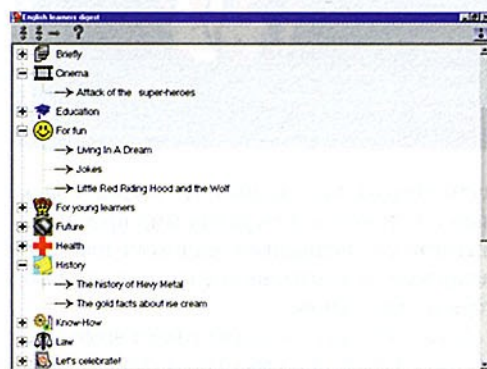 English learners digest
?
Briefly
Cinema
Attack of the super-heroes
Education
For fun
Living In A Dream
Jokes
Little Red Riding Hood and the Wolf
For young learners
Future
Health
History
The history of Hevy Metal
The gold facts about ise cream
Know-How
Law
Let's celebrate!